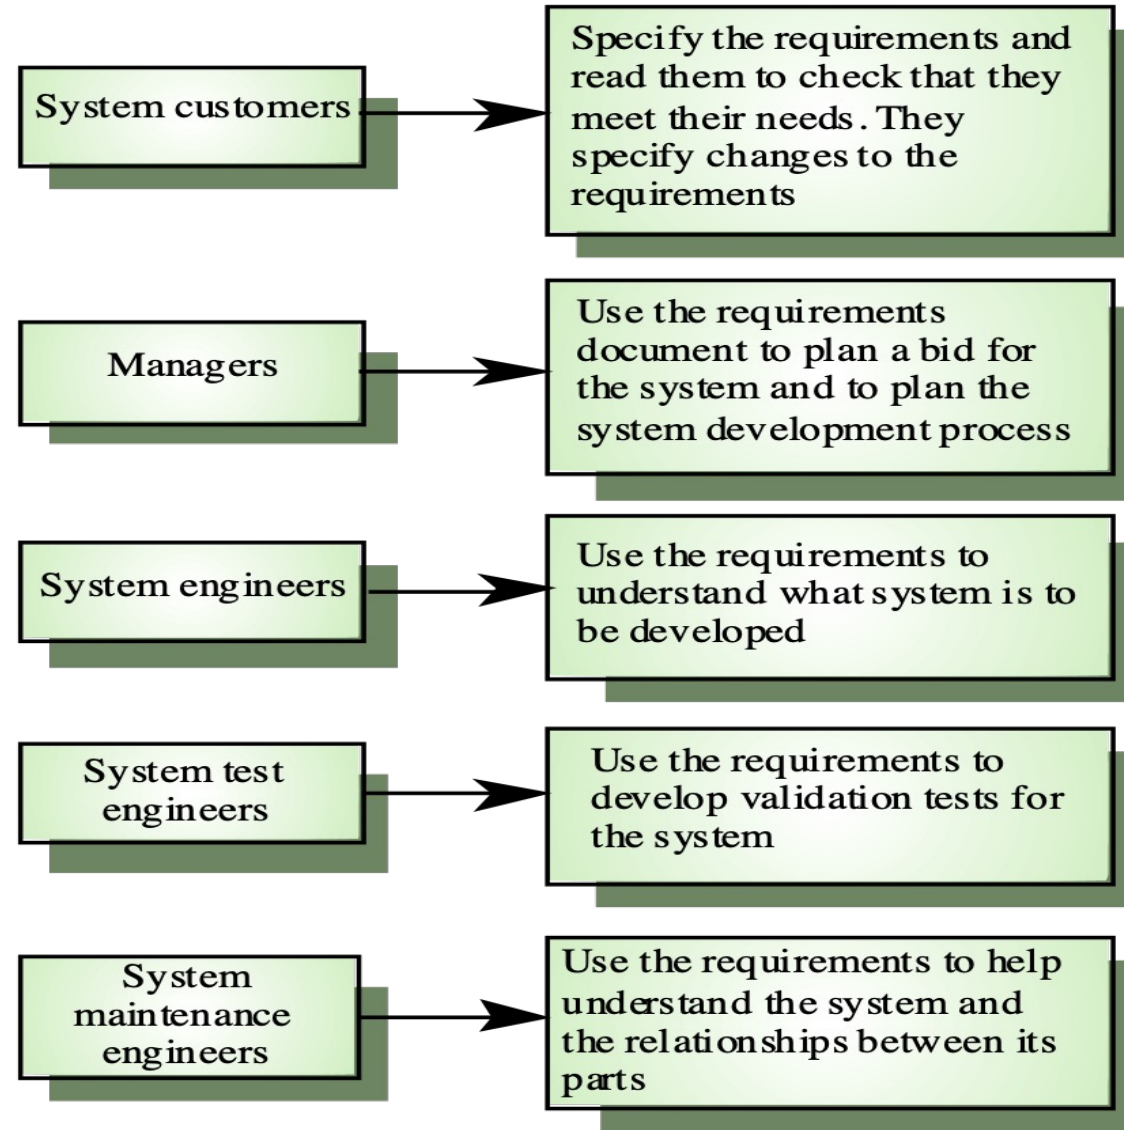 System customers
Specify the requirements and
read them to check that they
meet their needs. They
specify changes to the
requirements
Managers
Use the requirements
document to plan a bid for
the system and to plan the
system development process
System engineers
Use the requirements to
understand what system is to
be developed
System test
engineers
Use the requirements to
develop validation tests for
the system
System
maintenance
engineers
Use the requirements to help
understand the system and
the relationships between its
parts